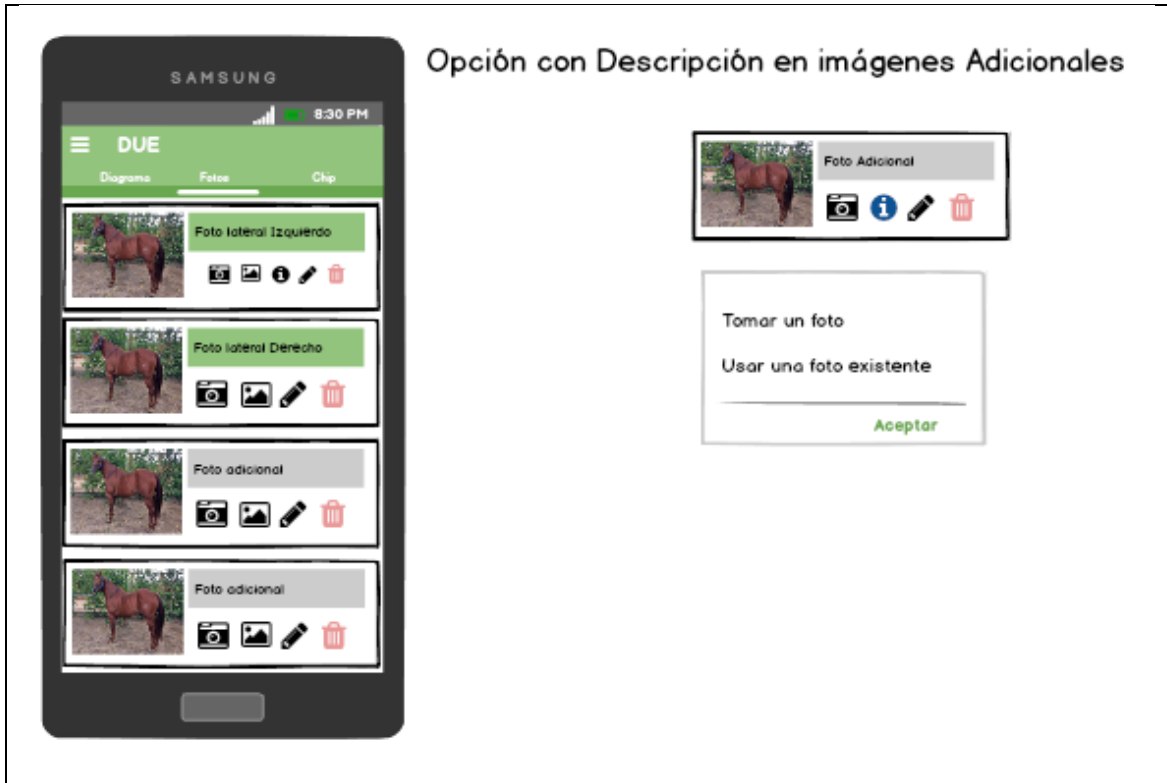 Opción con Descripción en imágenes Adicionales
SAMSUNG
8:30 PM
DUE
Diagrama Fotos Chip
Foto lateral Izquierdo
Foto lateral Derecho
Foto adicional
Foto adicional
Foto Adicional
Tomar un foto
Usar una foto existente
Aceptar